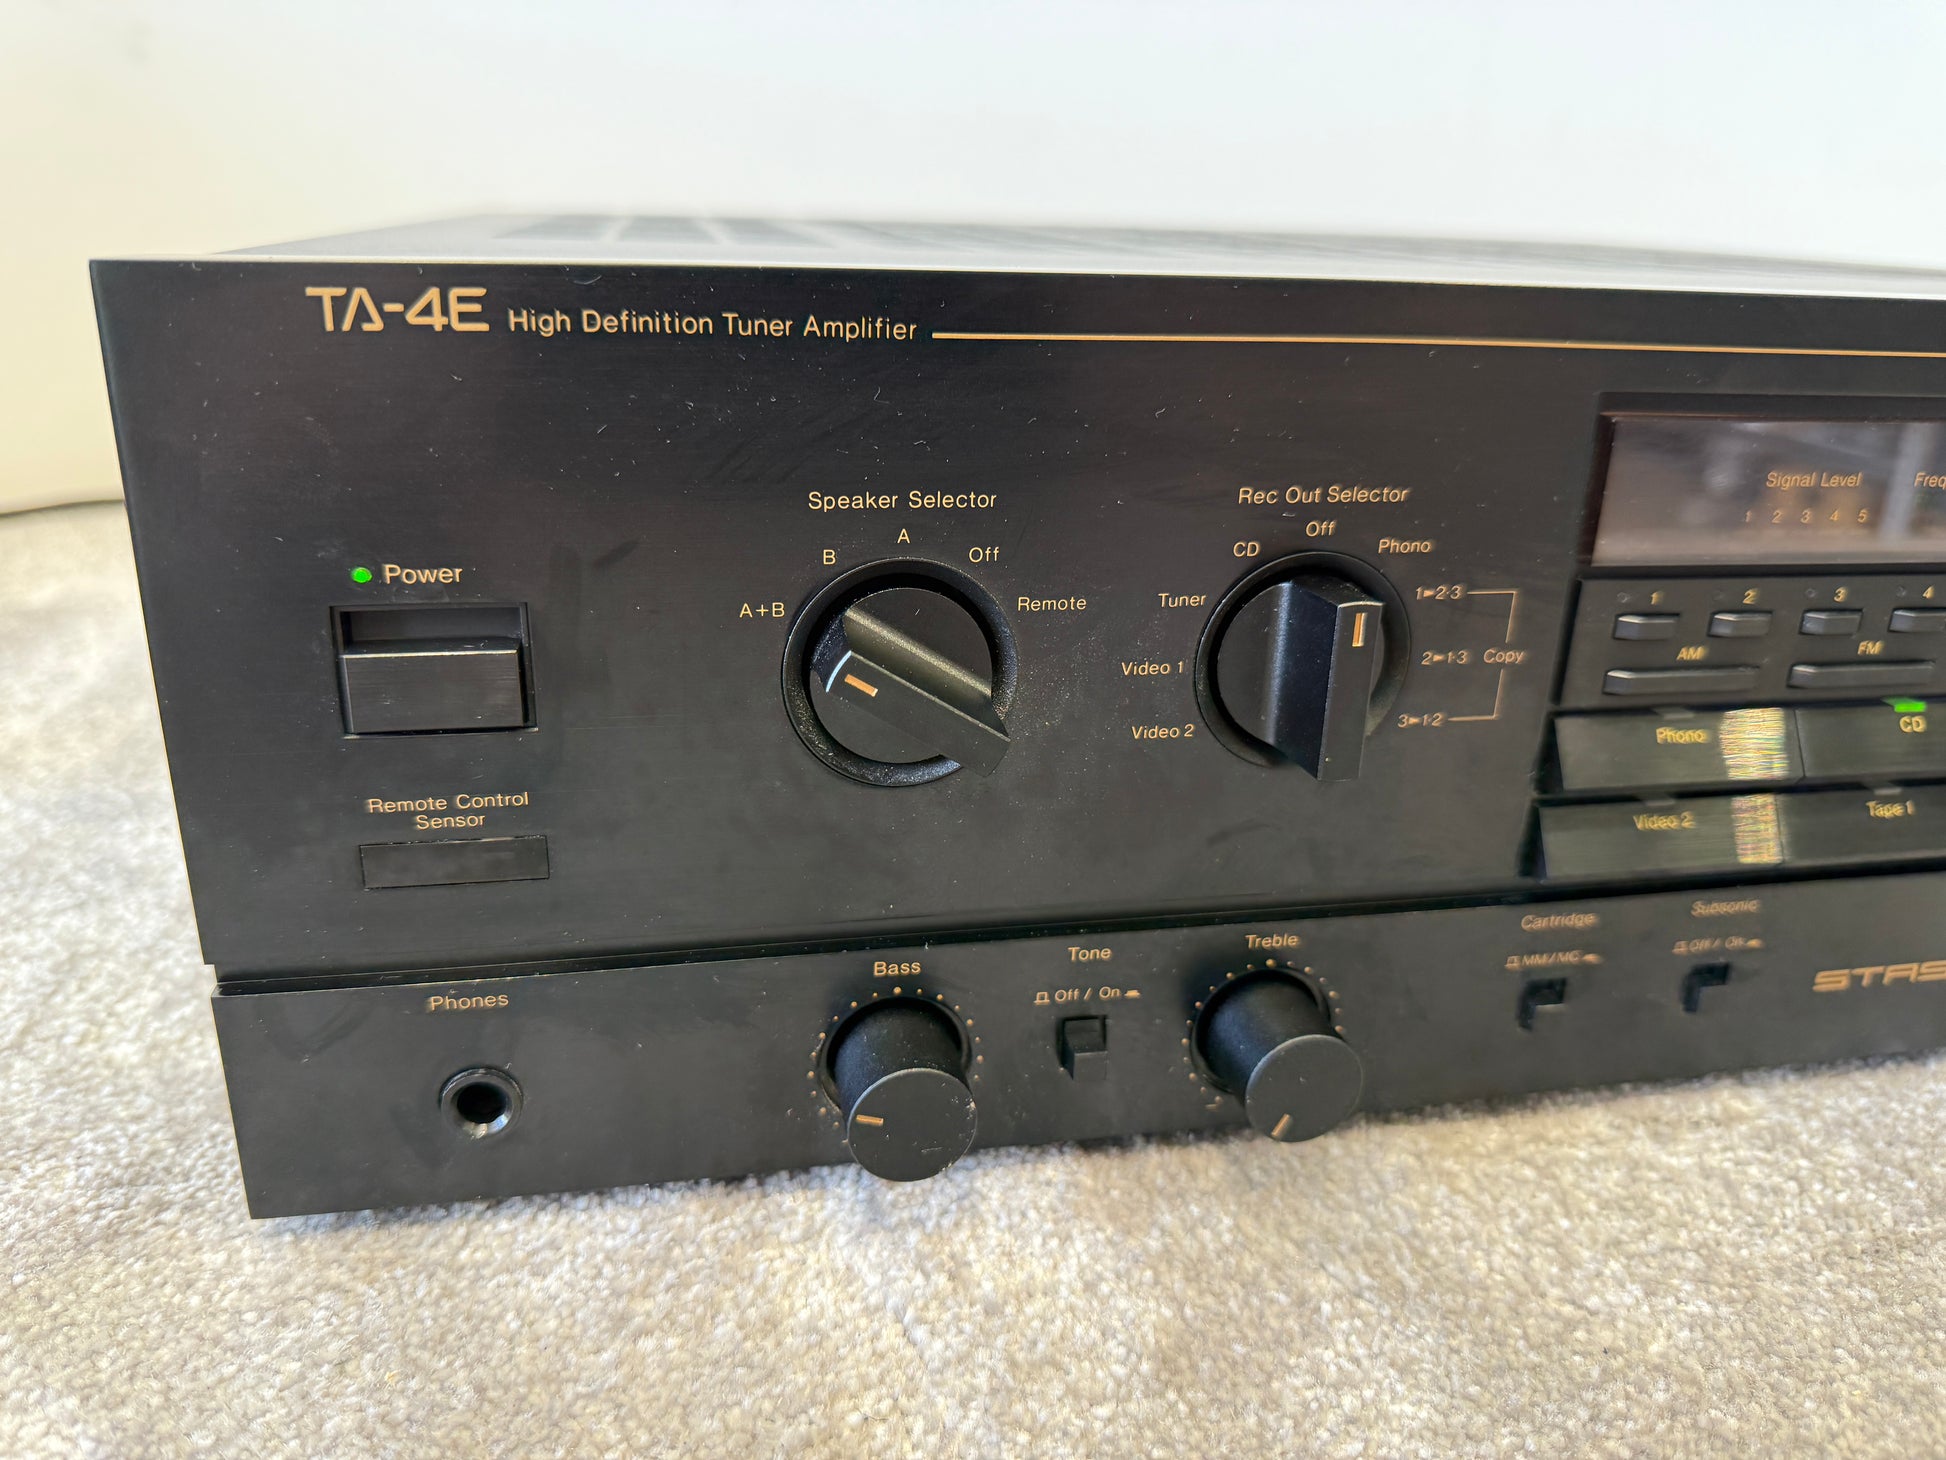 TA-4E High Definition Tuner Amplifier
Power
Remote Control
Sensor
Speaker Selector
A+B B A Off Remote
Rec Out Selector
Video 2 Video 1 Tuner CD Off Phono
1▸2·3
2▸1·3 Copy
3▸1·2
Signal Level
1 2 3 4 5
1 2 3 4
AM FM
Phono CD
Video 2 Tape 1
Phones
Bass
Tone
Off / On
Treble
Cartridge
MM/MC
Subsonic
Off / On